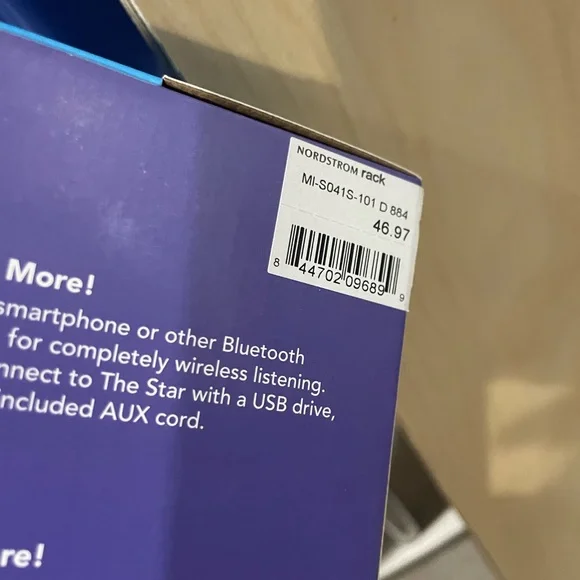 NORDSTROM rack
MI-S041S-101 D 884
46.97
8 44702 09689 9
More!
smartphone or other Bluetooth
for completely wireless listening.
nnect to The Star with a USB drive,
included AUX cord.
re!